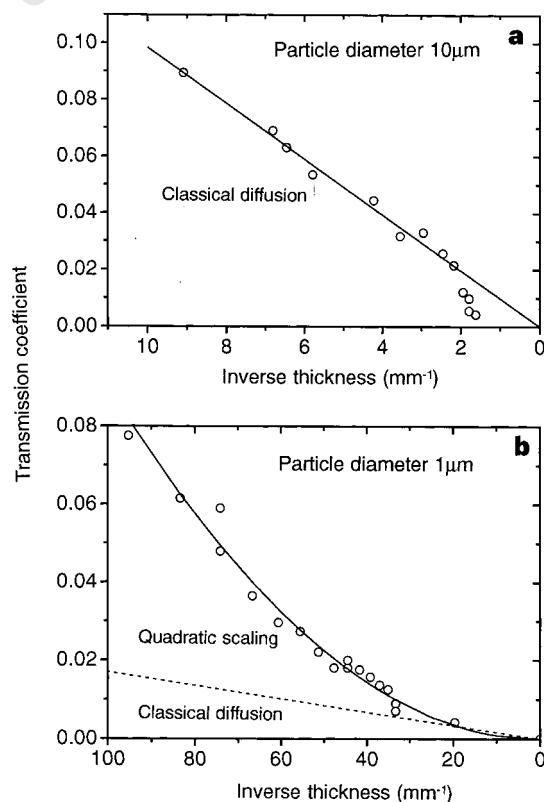 a
Particle diameter 10μm
Classical diffusion
0.10
0.08
0.06
0.04
0.02
0.00
10 8 6 4 2 0
Inverse thickness (mm⁻¹)
Transmission coefficient
b
Particle diameter 1μm
Quadratic scaling
Classical diffusion
0.08
0.06
0.04
0.02
0.00
100 80 60 40 20 0
Inverse thickness (mm⁻¹)